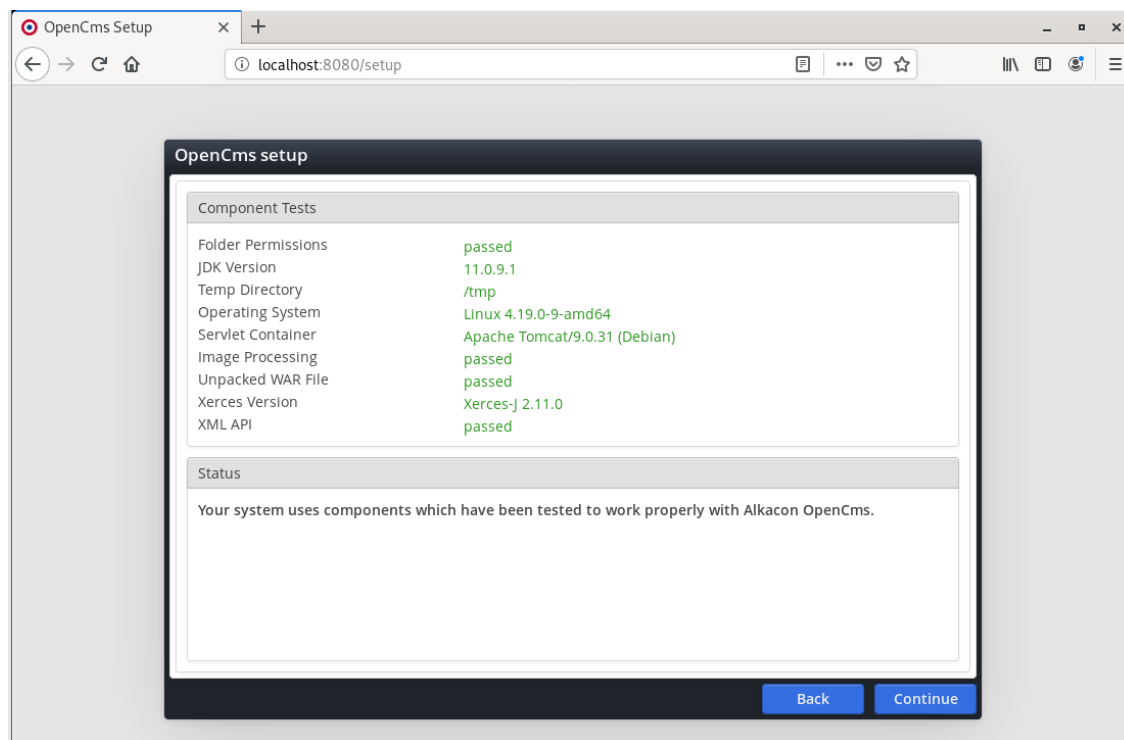 OpenCms Setup
localhost:8080/setup
OpenCms setup
Component Tests
Folder Permissions passed
JDK Version 11.0.9.1
Temp Directory /tmp
Operating System Linux 4.19.0-9-amd64
Servlet Container Apache Tomcat/9.0.31 (Debian)
Image Processing passed
Unpacked WAR File passed
Xerces Version Xerces-J 2.11.0
XML API passed
Status
Your system uses components which have been tested to work properly with Alkacon OpenCms.
Back Continue